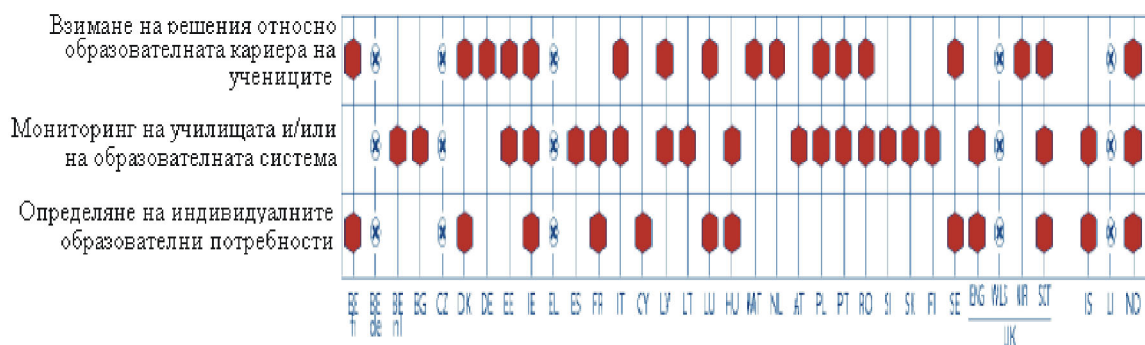 Взимане на решения относно
образователната кариера на
учениците
Мониторинг на училищата и/или
на образователната система
Определяне на индивидуалните
образователни потребности
BE fr BE de BE nl BG CZ DK DE EE IE EL ES FR IT CY LV LT LU HU MT NL AT PL PT RO SI SK FI SE ENG WLS NIR SCT IS LI NO
UK